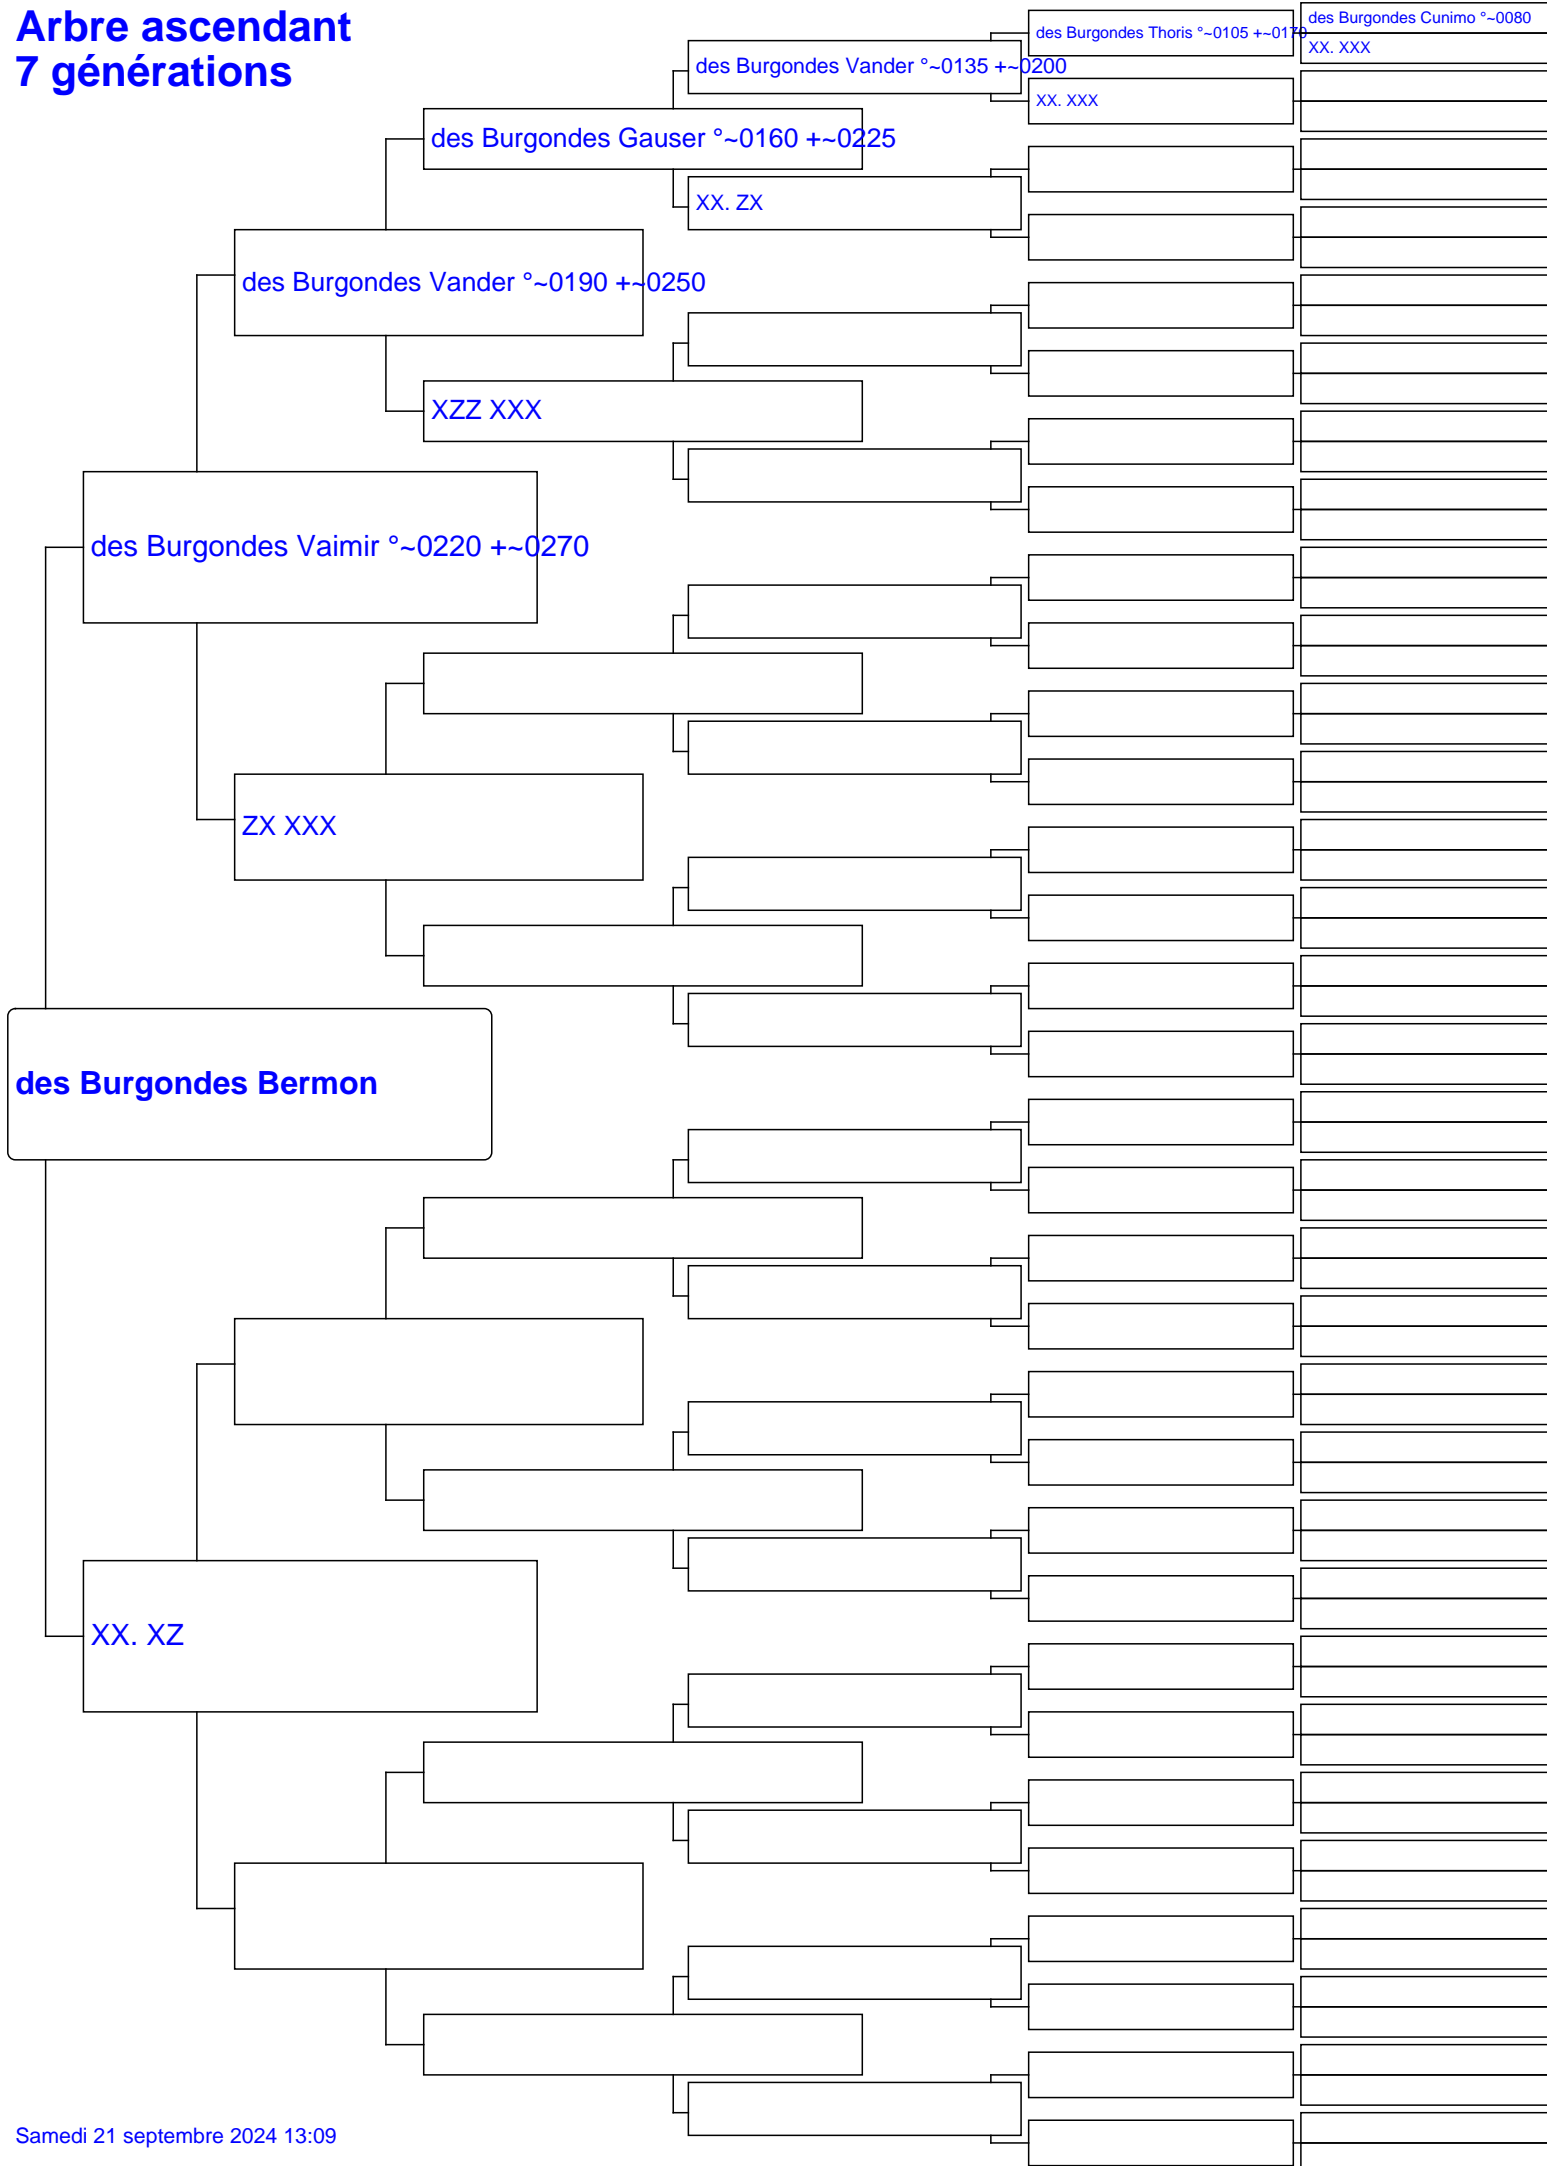 Arbre ascendant
7 générations
des Burgondes Cunimo °~0080
des Burgondes Thoris °~0105 +~0170
XX. XXX
des Burgondes Vander °~0135 +~0200
XX. XXX
des Burgondes Gauser °~0160 +~0225
XX. ZX
des Burgondes Vander °~0190 +~0250
XZZ XXX
des Burgondes Vaimir °~0220 +~0270
ZX XXX
des Burgondes Bermon
XX. XZ
Samedi 21 septembre 2024 13:09